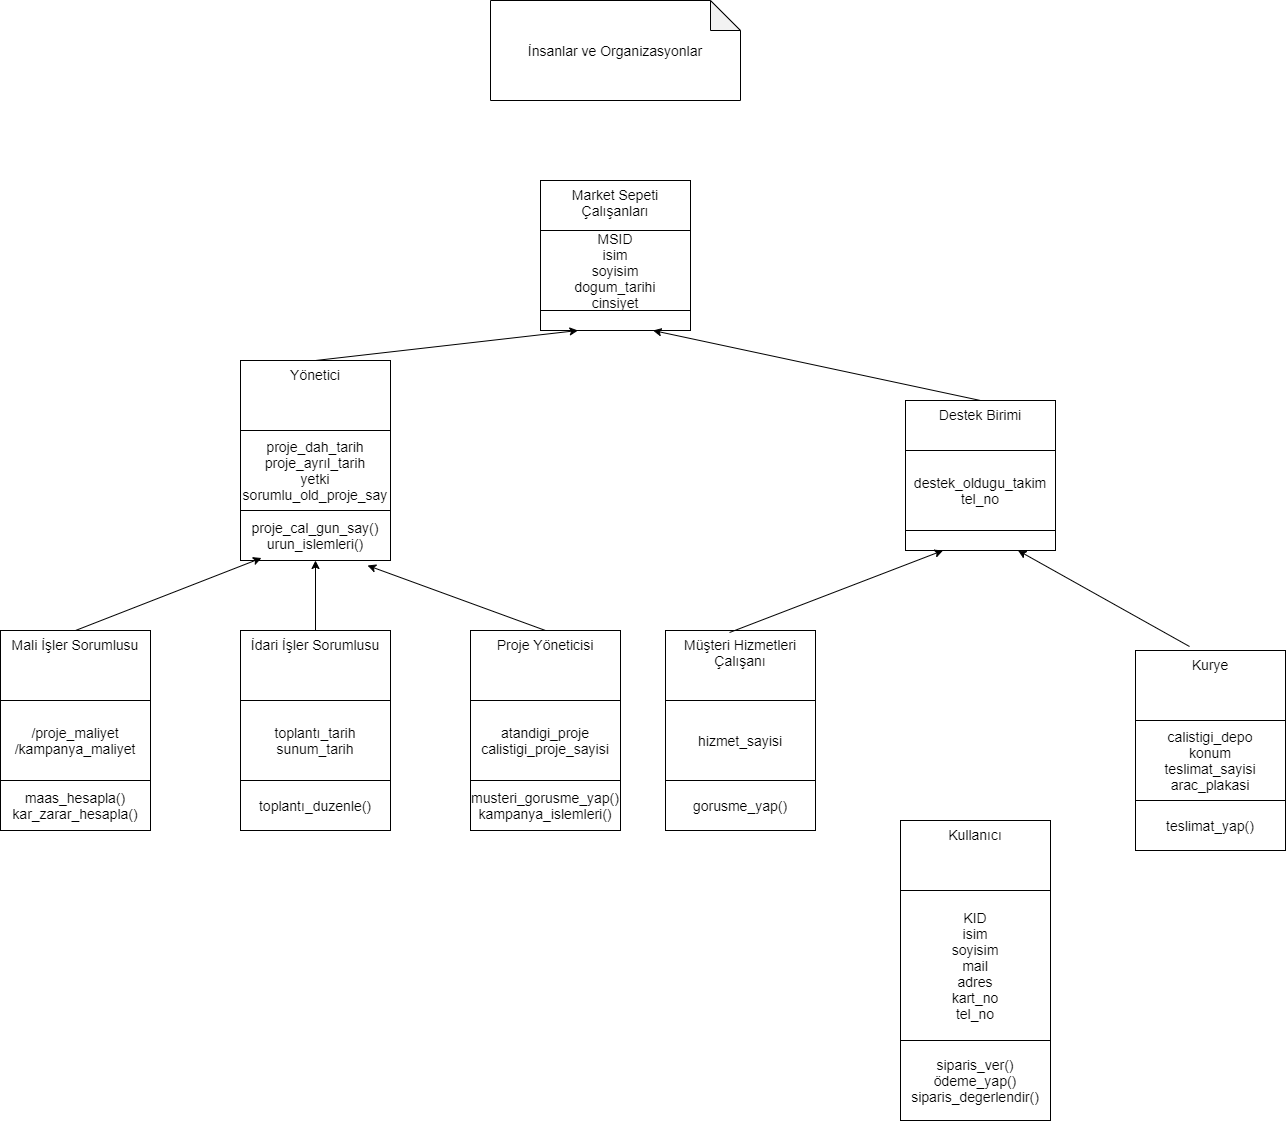 İnsanlar ve Organizasyonlar
Market Sepeti
Çalışanları
MSID
isim
soyisim
dogum_tarihi
cinsiyet
Yönetici
proje_dah_tarih
proje_ayrıl_tarih
yetki
sorumlu_old_proje_say
proje_cal_gun_say()
urun_islemleri()
Destek Birimi
destek_oldugu_takim
tel_no
Mali İşler Sorumlusu
/proje_maliyet
/kampanya_maliyet
maas_hesapla()
kar_zarar_hesapla()
İdari İşler Sorumlusu
toplantı_tarih
sunum_tarih
toplantı_duzenle()
Proje Yöneticisi
atandigi_proje
calistigi_proje_sayisi
musteri_gorusme_yap()
kampanya_islemleri()
Müşteri Hizmetleri
Çalışanı
hizmet_sayisi
gorusme_yap()
Kurye
calistigi_depo
konum
teslimat_sayisi
arac_plakasi
teslimat_yap()
Kullanıcı
KID
isim
soyisim
mail
adres
kart_no
tel_no
siparis_ver()
ödeme_yap()
siparis_degerlendir()